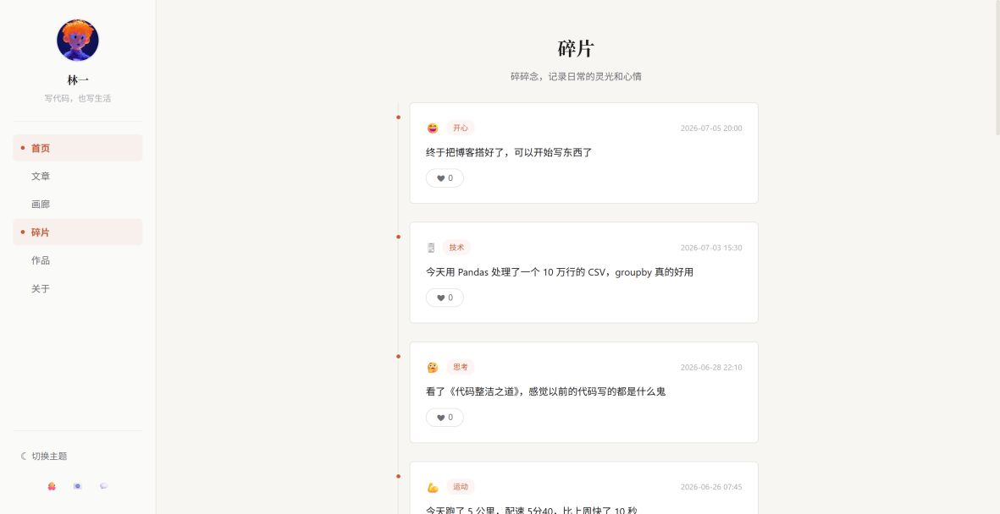 林一
写代码，也写生活
首页
文章
画廊
碎片
作品
关于
切换主题
碎片
碎碎念，记录日常的灵光和心情
开心
2026-07-05 20:00
终于把博客搭好了，可以开始写东西了
0
技术
2026-07-03 15:30
今天用 Pandas 处理了一个 10 万行的 CSV，groupby 真的好用
0
思考
2026-06-28 22:10
看了《代码整洁之道》，感觉以前的代码写的都是什么鬼
0
运动
2026-06-26 07:45
今天跑了 5 公里，配速 5分40，比上周快了 10 秒